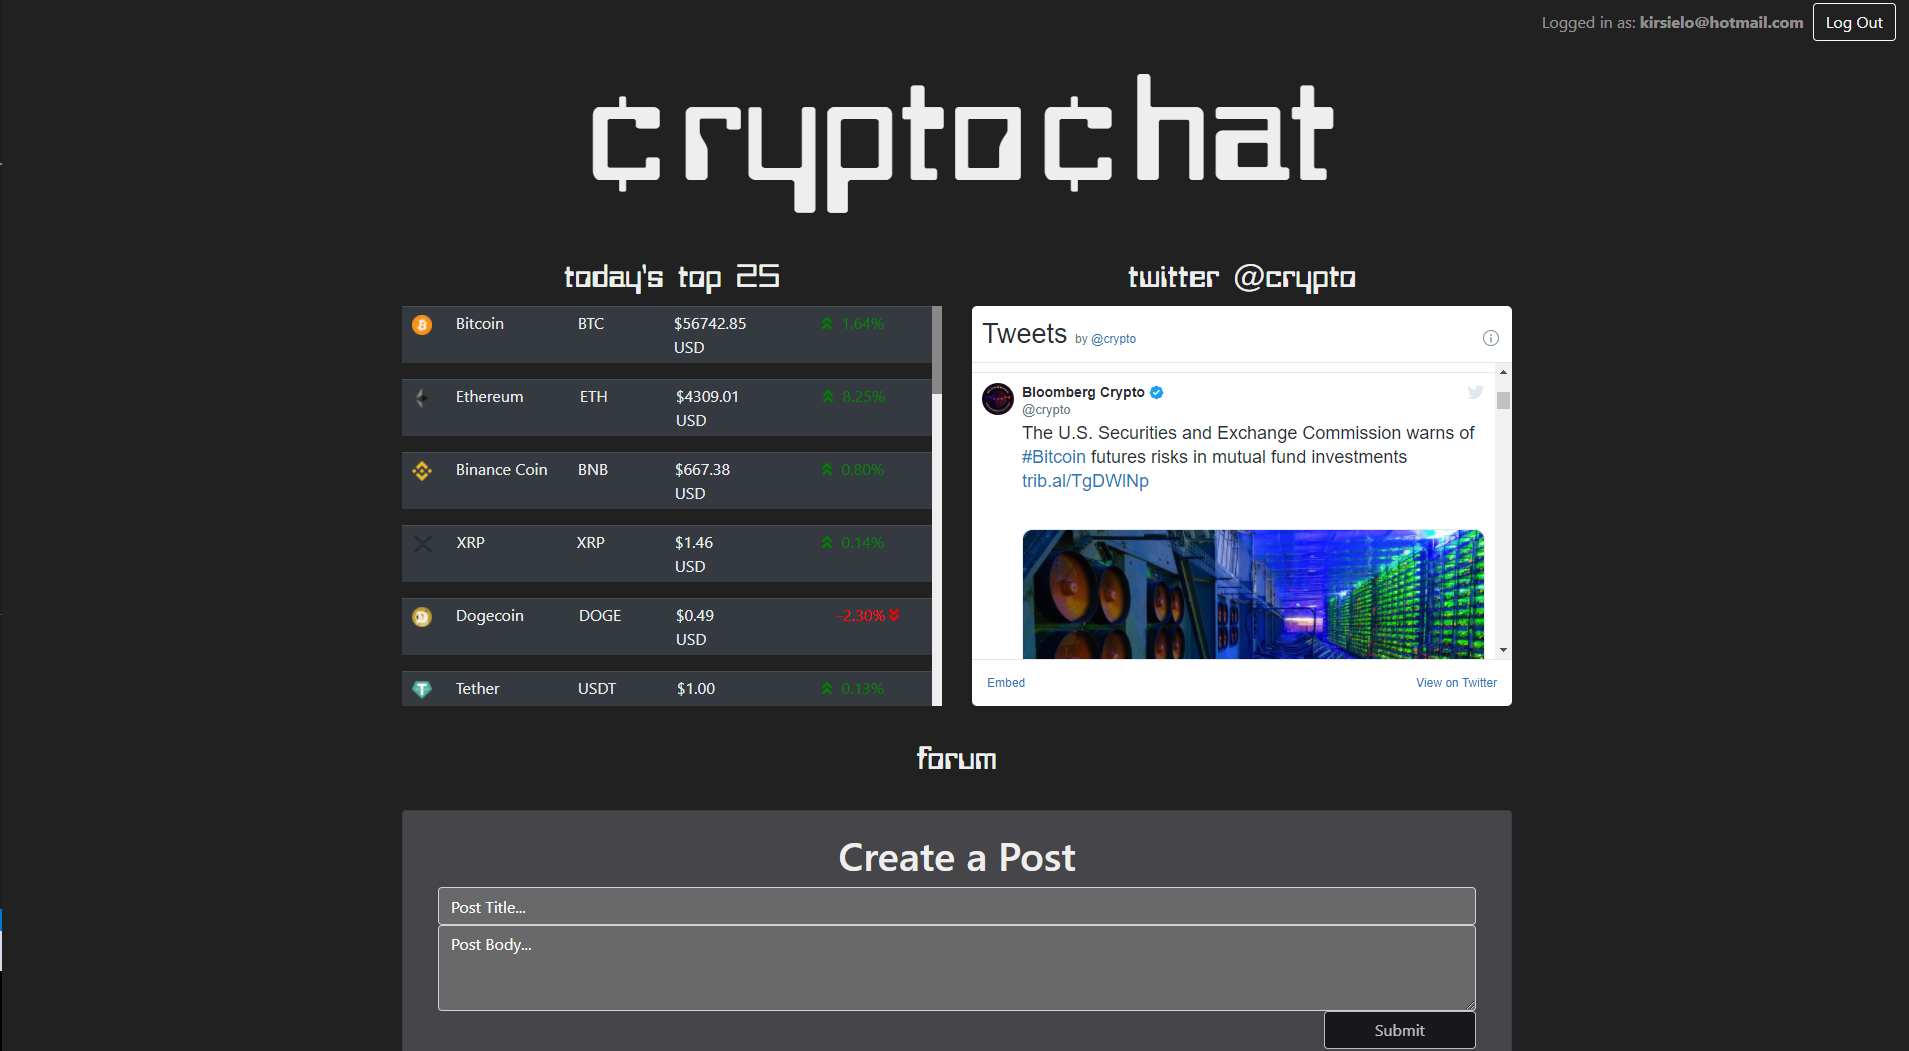 Logged in as: kirsielo@hotmail.com Log Out
cryptochat
today's top 25
Bitcoin BTC $56742.85 1.64%
USD
Ethereum ETH $4309.01 8.25%
USD
Binance Coin BNB $667.38 0.80%
USD
XRP XRP $1.46 0.14%
USD
Dogecoin DOGE $0.49 -2.30%
USD
Tether USDT $1.00 0.13%
twitter @crypto
Tweets by @crypto
Bloomberg Crypto
@crypto
The U.S. Securities and Exchange Commission warns of
#Bitcoin futures risks in mutual fund investments
trib.al/TgDWlNp
Embed View on Twitter
forum
Create a Post
Post Title...
Post Body...
Submit